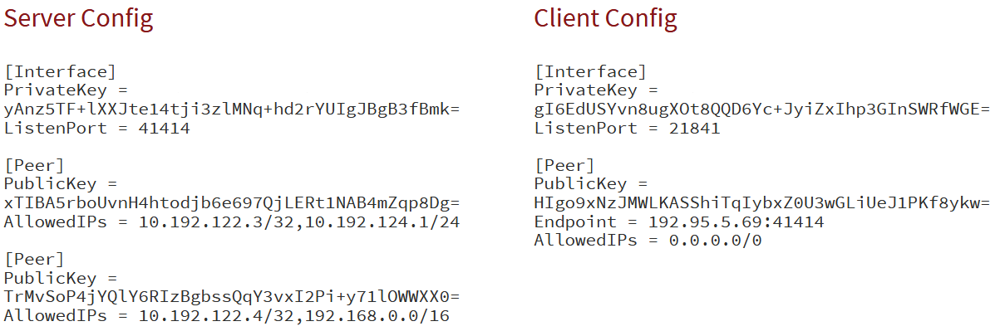 Server Config
[Interface]
PrivateKey =
yAnz5TF+lXXJte14tji3zlMNq+hd2rYUIgJBgB3fBmk=
ListenPort = 41414
[Peer]
PublicKey =
xTIBA5rboUvnH4htodjb6e697QjLERt1NAB4mZqp8Dg=
AllowedIPs = 10.192.122.3/32,10.192.124.1/24
[Peer]
PublicKey =
TrMvSoP4jYQlY6RIzBgbssQqY3vxI2Pi+y71lOWWXX0=
AllowedIPs = 10.192.122.4/32,192.168.0.0/16
Client Config
[Interface]
PrivateKey =
gI6EdUSYvn8ugXOt8QQD6Yc+JyiZxIhp3GInSWRfWGE=
ListenPort = 21841
[Peer]
PublicKey =
HIgo9xNzJMWLKASShiTqIybxZ0U3wGLiUeJ1PKf8ykw=
Endpoint = 192.95.5.69:41414
AllowedIPs = 0.0.0.0/0